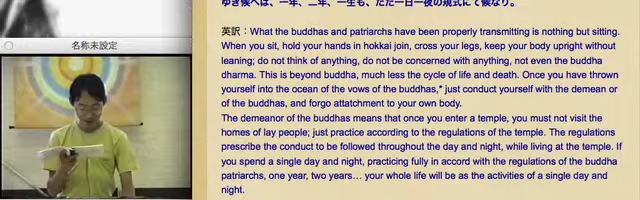 ゆき候へば、一年、二年、一生も、ただ一日一夜の規式にて候なり。
名称未設定
英訳：What the buddhas and patriarchs have been properly transmitting is nothing but sitting.
When you sit, hold your hands in hokkai join, cross your legs, keep your body upright without
leaning; do not think of anything, do not be concerned with anything, not even the buddha
dharma. This is beyond buddha, much less the cycle of life and death. Once you have thrown
yourself into the ocean of the vows of the buddhas,* just conduct yourself with the demean or
of the buddhas, and forgo attatchment to your own body.
The demeanor of the buddhas means that once you enter a temple, you must not visit the
homes of lay people; just practice according to the regulations of the temple. The regulations
prescribe the conduct to be followed throughout the day and night, while living at the temple. If
you spend a single day and night, practicing fully in accord with the regulations of the buddha
patriarchs, one year, two years… your whole life will be as the activities of a single day and
night.